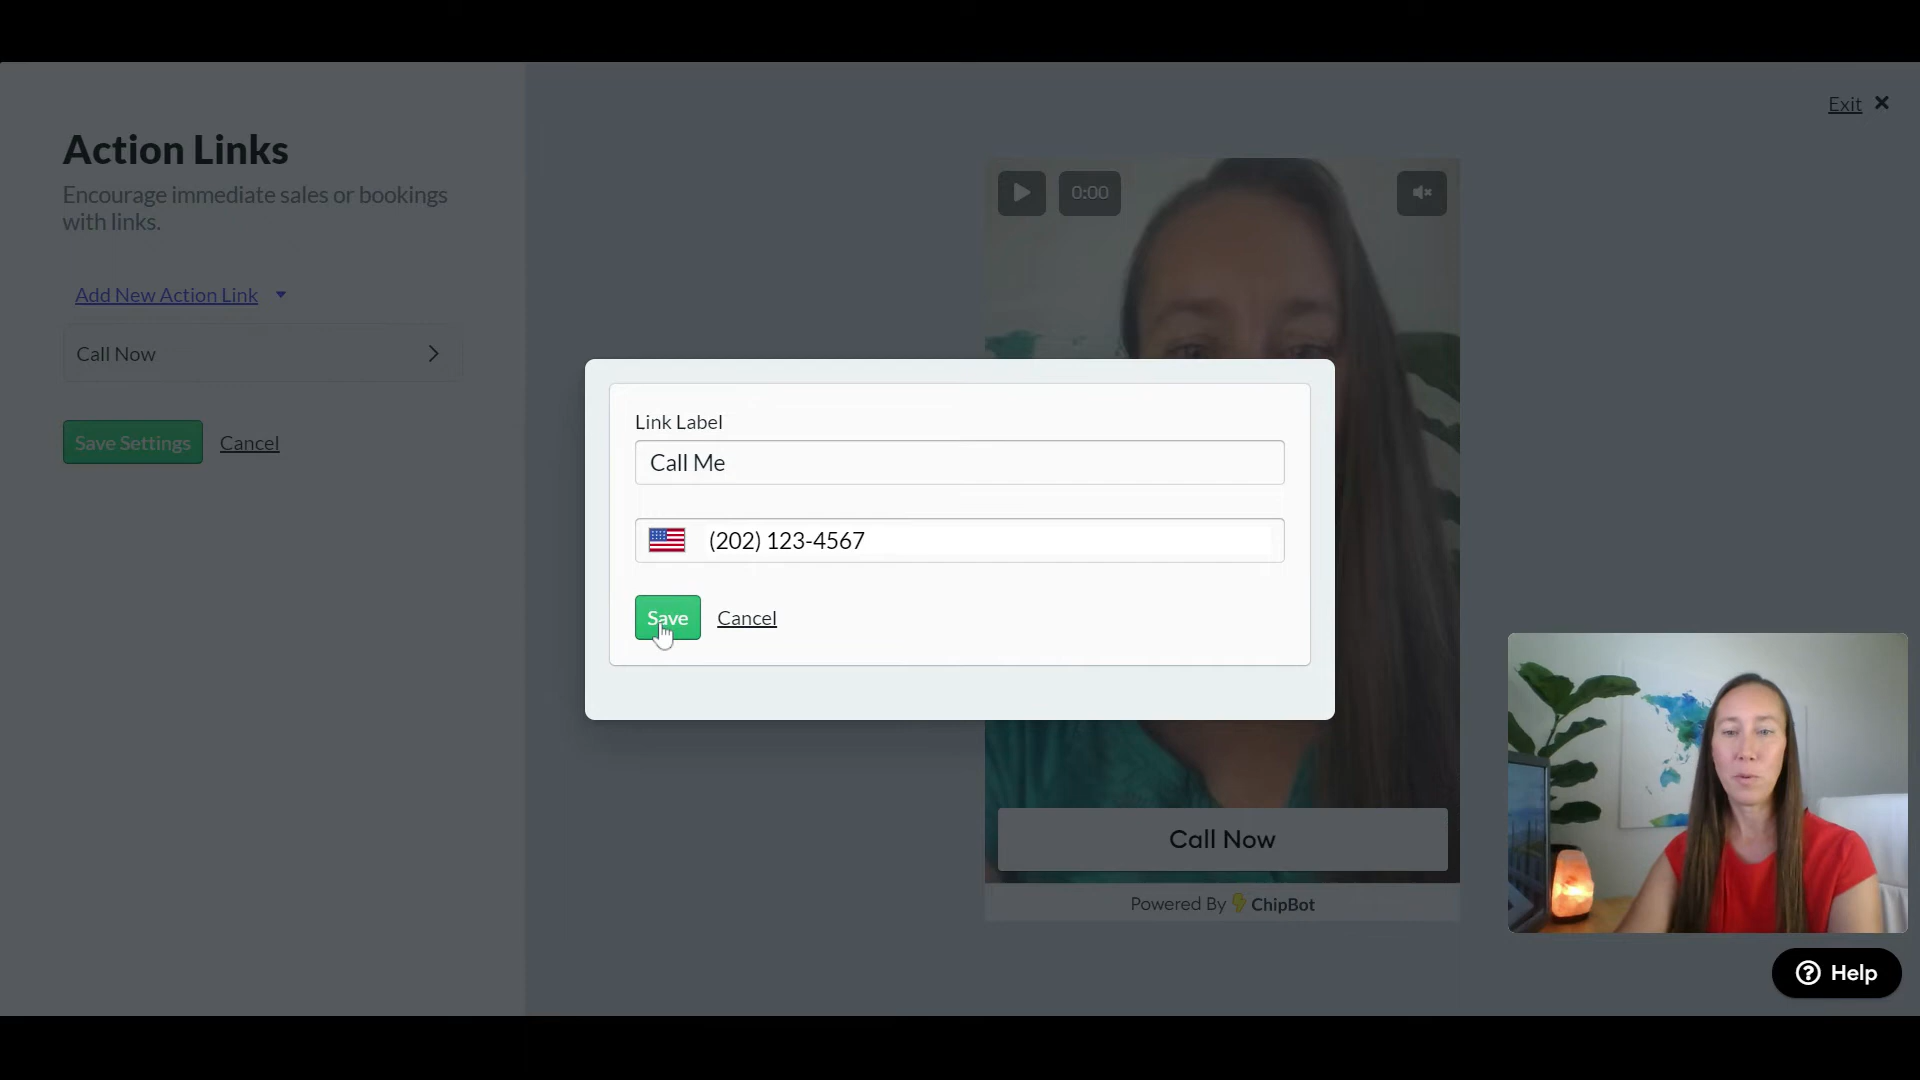 Exit ✕
Action Links
Encourage immediate sales or bookings
with links.
Add New Action Link
Call Now
Save Settings
Cancel
0:00
Link Label
Call Me
(202) 123-4567
Save
Cancel
Call Now
Powered By ChipBot
Help